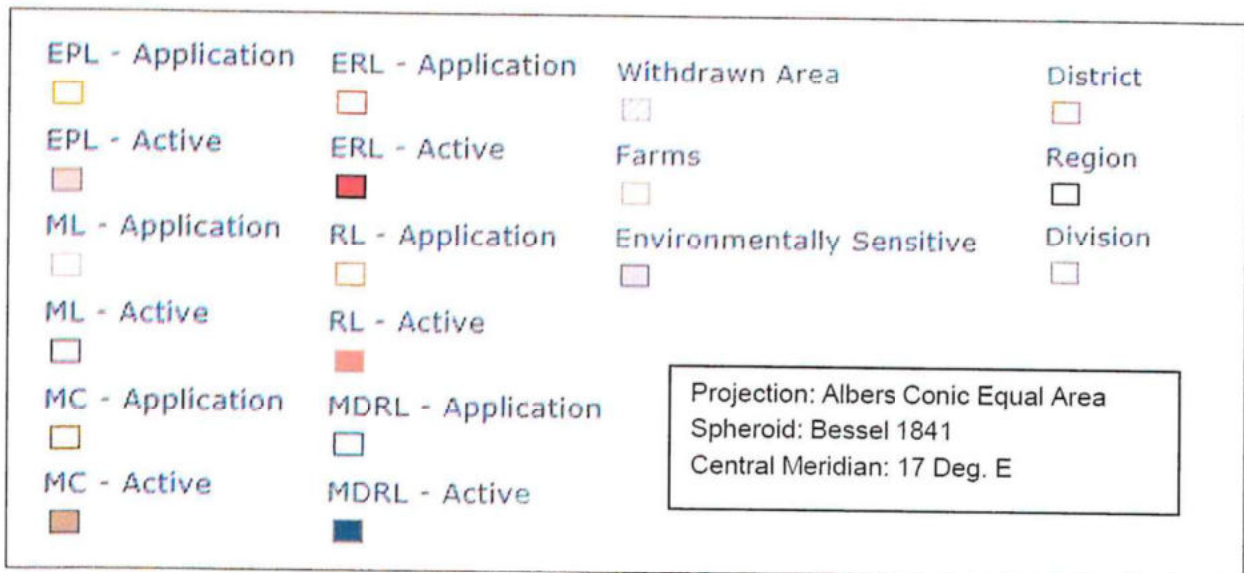 EPL - Application
EPL - Active
ML - Application
ML - Active
MC - Application
MC - Active
ERL - Application
ERL - Active
RL - Application
RL - Active
MDRL - Application
MDRL - Active
Withdrawn Area
Farms
Environmentally Sensitive
District
Region
Division
Projection: Albers Conic Equal Area
Spheroid: Bessel 1841
Central Meridian: 17 Deg. E